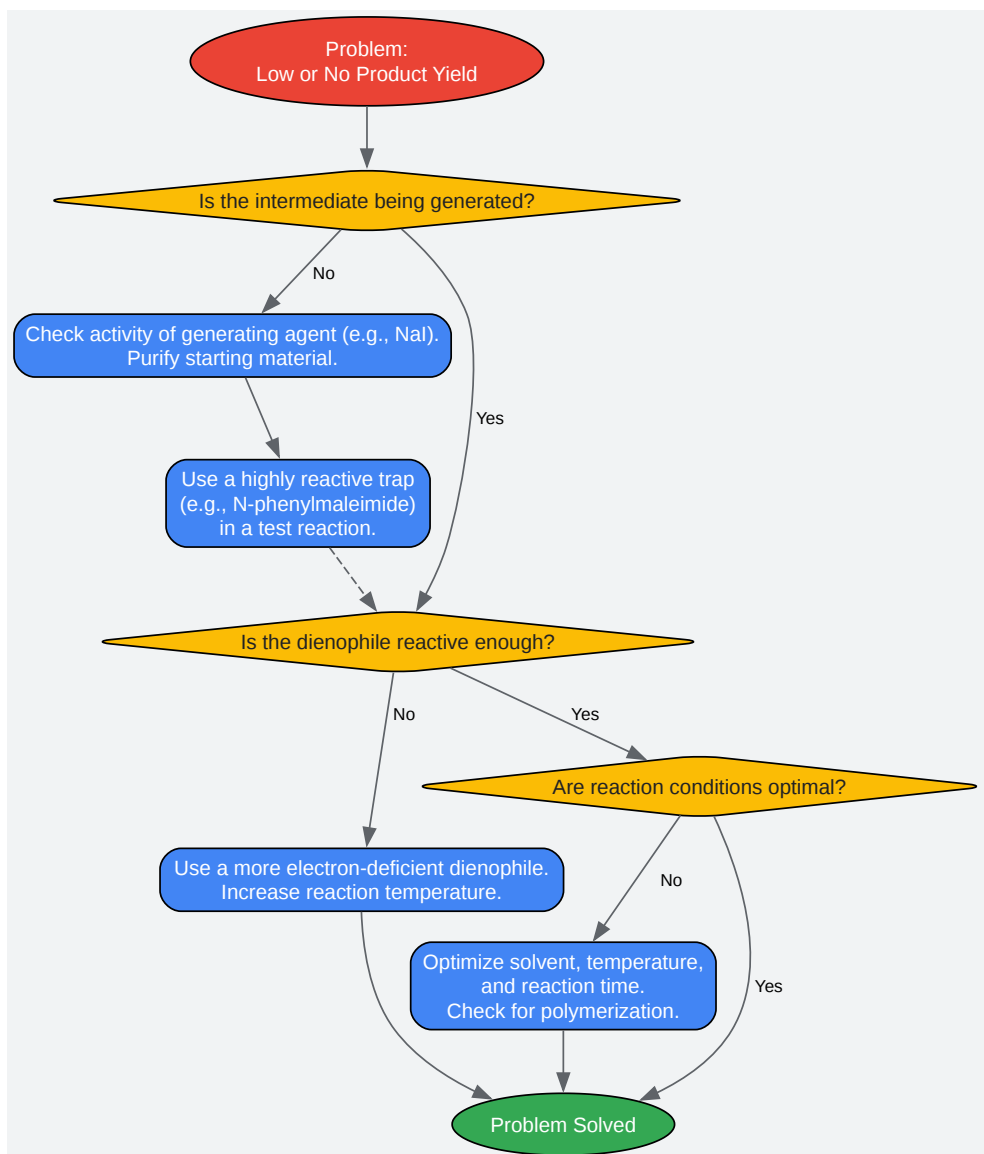 Problem:
Low or No Product Yield
Is the intermediate being generated?
No
Check activity of generating agent (e.g., NaI).
Purify starting material.
Yes
Use a highly reactive trap
(e.g., N-phenylmaleimide)
in a test reaction.
Is the dienophile reactive enough?
No
Yes
Are reaction conditions optimal?
Use a more electron-deficient dienophile.
Increase reaction temperature.
No
Optimize solvent, temperature,
and reaction time.
Check for polymerization.
Yes
Problem Solved